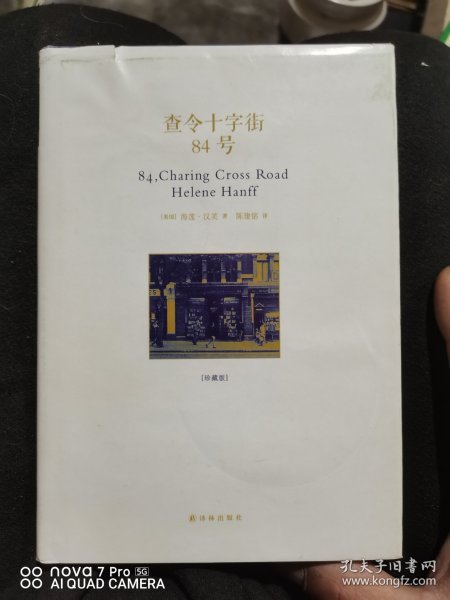 查令十字街
84号
84,Charing Cross Road
Helene Hanff
[美国] 海莲·汉芙 著 陈建铭 译
[珍藏版]
译林出版社
nova 7 Pro 5G
AI QUAD CAMERA
孔夫子旧书网
www.kongfz.com